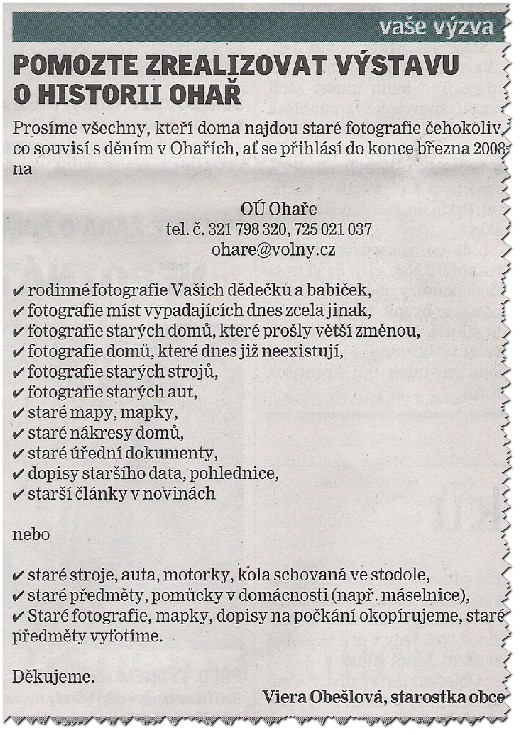 vaše výzva
POMOZTE ZREALIZOVAT VÝSTAVU
O HISTORII OHAŘ
Prosíme všechny, kteří doma najdou staré fotografie čehokoliv,
co souvisí s děním v Ohařích, ať se přihlásí do konce března 2008
na
OÚ Ohaře
tel. č. 321 798 320, 725 021 037
ohare@volny.cz
✔ rodinné fotografie Vašich dědečků a babiček,
✔ fotografie míst vypadajících dnes zcela jinak,
✔ fotografie starých domů, které prošly větší změnou,
✔ fotografie domů, které dnes již neexistují,
✔ fotografie starých strojů,
✔ fotografie starých aut,
✔ staré mapy, mapky,
✔ staré nákresy domů,
✔ staré úřední dokumenty,
✔ dopisy staršího data, pohlednice,
✔ starší články v novinách
nebo
✔ staré stroje, auta, motorky, kola schovaná ve stodole,
✔ staré předměty, pomůcky v domácnosti (např. máselnice),
✔ Staré fotografie, mapky, dopisy na počkání okopírujeme, staré
předměty vyfotíme.
Děkujeme.
Viera Obešlová, starostka obce